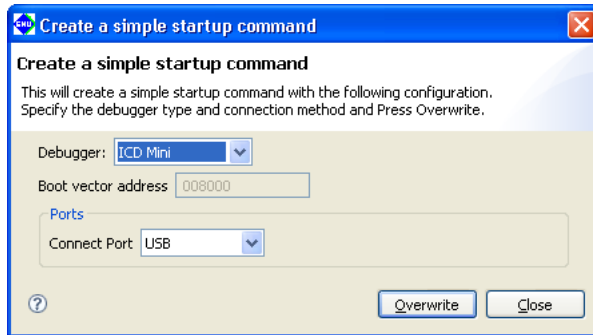 GNU Create a simple startup command
Create a simple startup command
This will create a simple startup command with the following configuration.
Specify the debugger type and connection method and Press Overwrite.
Debugger: ICD Mini
Boot vector address 008000
Ports
Connect Port USB
Overwrite Close